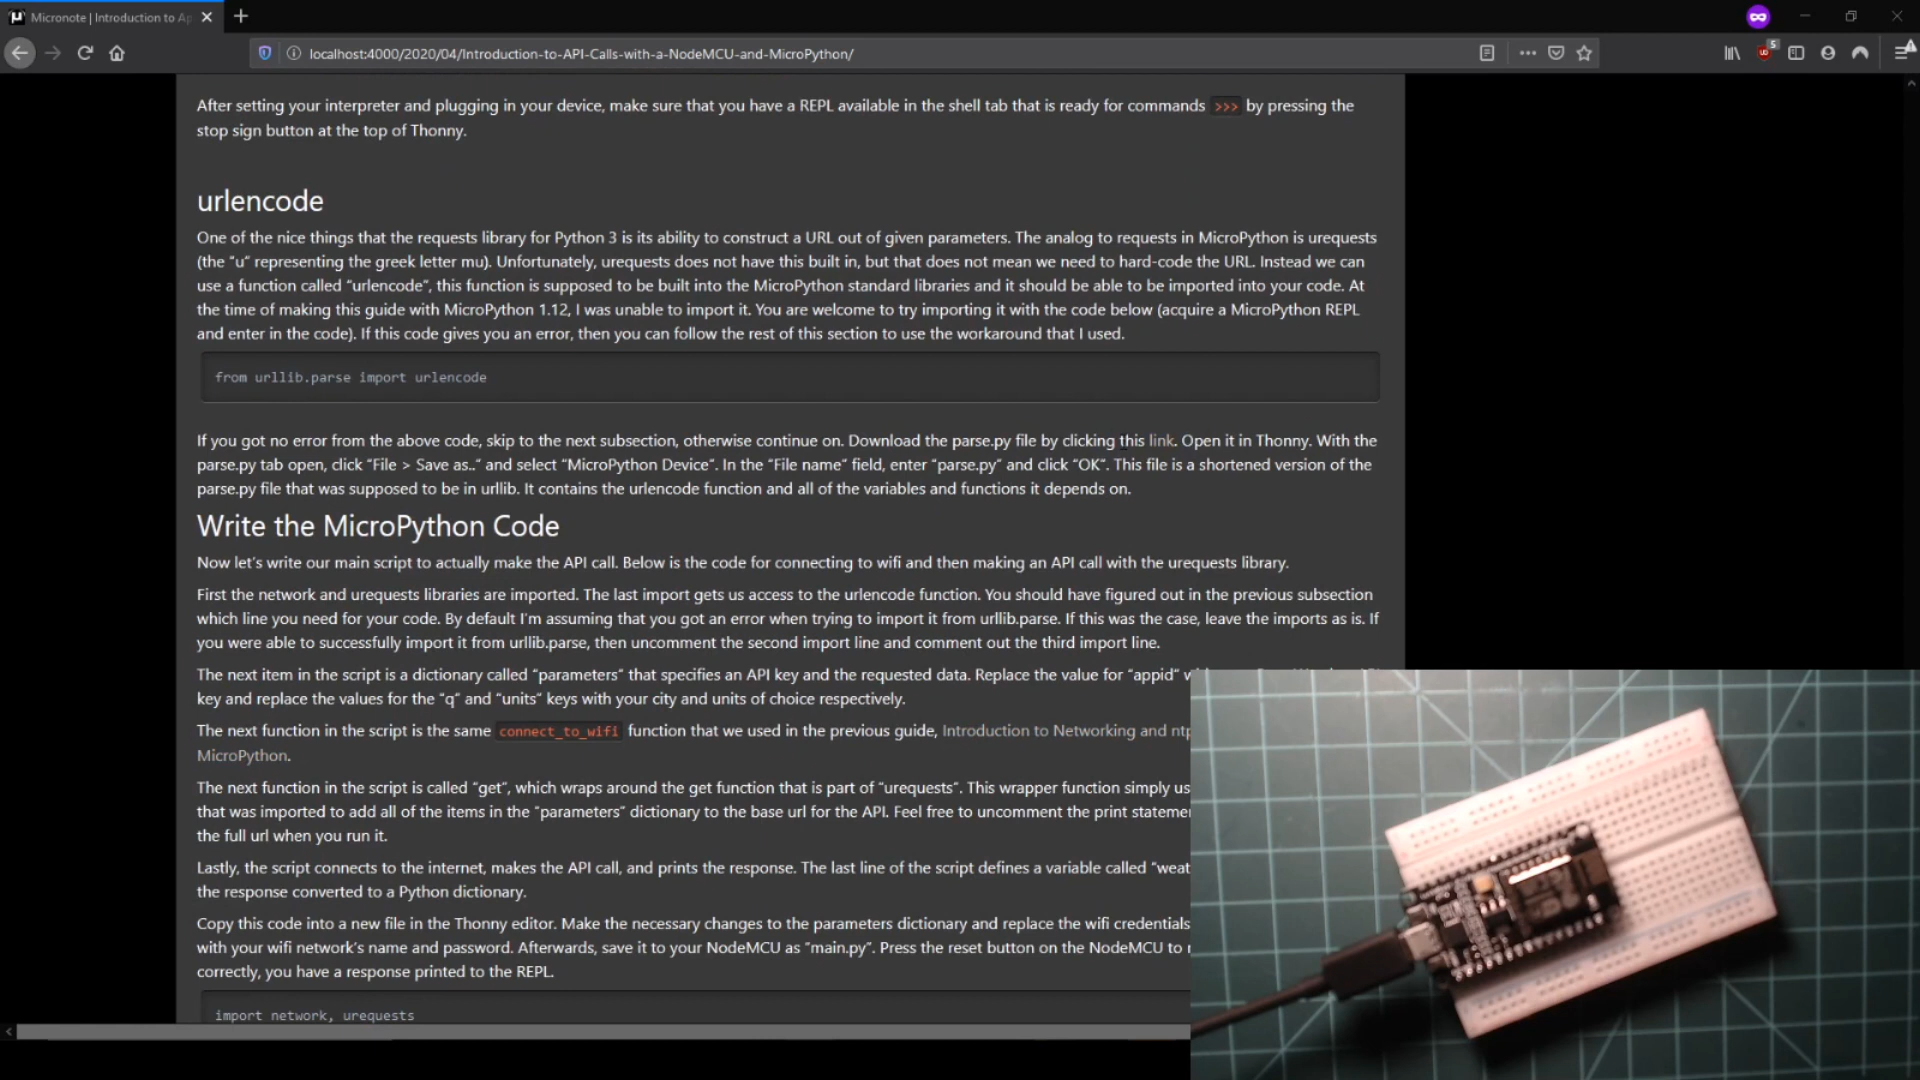 Micronote | Introduction to Ap
localhost:4000/2020/04/Introduction-to-API-Calls-with-a-NodeMCU-and-MicroPython/
5
After setting your interpreter and plugging in your device, make sure that you have a REPL available in the shell tab that is ready for commands >>> by pressing the
stop sign button at the top of Thonny.
urlencode
One of the nice things that the requests library for Python 3 is its ability to construct a URL out of given parameters. The analog to requests in MicroPython is urequests
(the “u” representing the greek letter mu). Unfortunately, urequests does not have this built in, but that does not mean we need to hard-code the URL. Instead we can
use a function called “urlencode”, this function is supposed to be built into the MicroPython standard libraries and it should be able to be imported into your code. At
the time of making this guide with MicroPython 1.12, I was unable to import it. You are welcome to try importing it with the code below (acquire a MicroPython REPL
and enter in the code). If this code gives you an error, then you can follow the rest of this section to use the workaround that I used.
from urllib.parse import urlencode
If you got no error from the above code, skip to the next subsection, otherwise continue on. Download the parse.py file by clicking this link. Open it in Thonny. With the
parse.py tab open, click “File > Save as..” and select “MicroPython Device”. In the “File name” field, enter “parse.py” and click “OK”. This file is a shortened version of the
parse.py file that was supposed to be in urllib. It contains the urlencode function and all of the variables and functions it depends on.
Write the MicroPython Code
Now let's write our main script to actually make the API call. Below is the code for connecting to wifi and then making an API call with the urequests library.
First the network and urequests libraries are imported. The last import gets us access to the urlencode function. You should have figured out in the previous subsection
which line you need for your code. By default I'm assuming that you got an error when trying to import it from urllib.parse. If this was the case, leave the imports as is. If
you were able to successfully import it from urllib.parse, then uncomment the second import line and comment out the third import line.
The next item in the script is a dictionary called “parameters” that specifies an API key and the requested data. Replace the value for “appid”
key and replace the values for the “q” and “units” keys with your city and units of choice respectively.
The next function in the script is the same connect_to_wifi function that we used in the previous guide, Introduction to Networking and ntp
MicroPython.
The next function in the script is called “get”, which wraps around the get function that is part of “urequests”. This wrapper function simply us
that was imported to add all of the items in the “parameters” dictionary to the base url for the API. Feel free to uncomment the print statemen
the full url when you run it.
Lastly, the script connects to the internet, makes the API call, and prints the response. The last line of the script defines a variable called “weat
the response converted to a Python dictionary.
Copy this code into a new file in the Thonny editor. Make the necessary changes to the parameters dictionary and replace the wifi credentials
with your wifi network's name and password. Afterwards, save it to your NodeMCU as “main.py”. Press the reset button on the NodeMCU to r
correctly, you have a response printed to the REPL.
import network, urequests